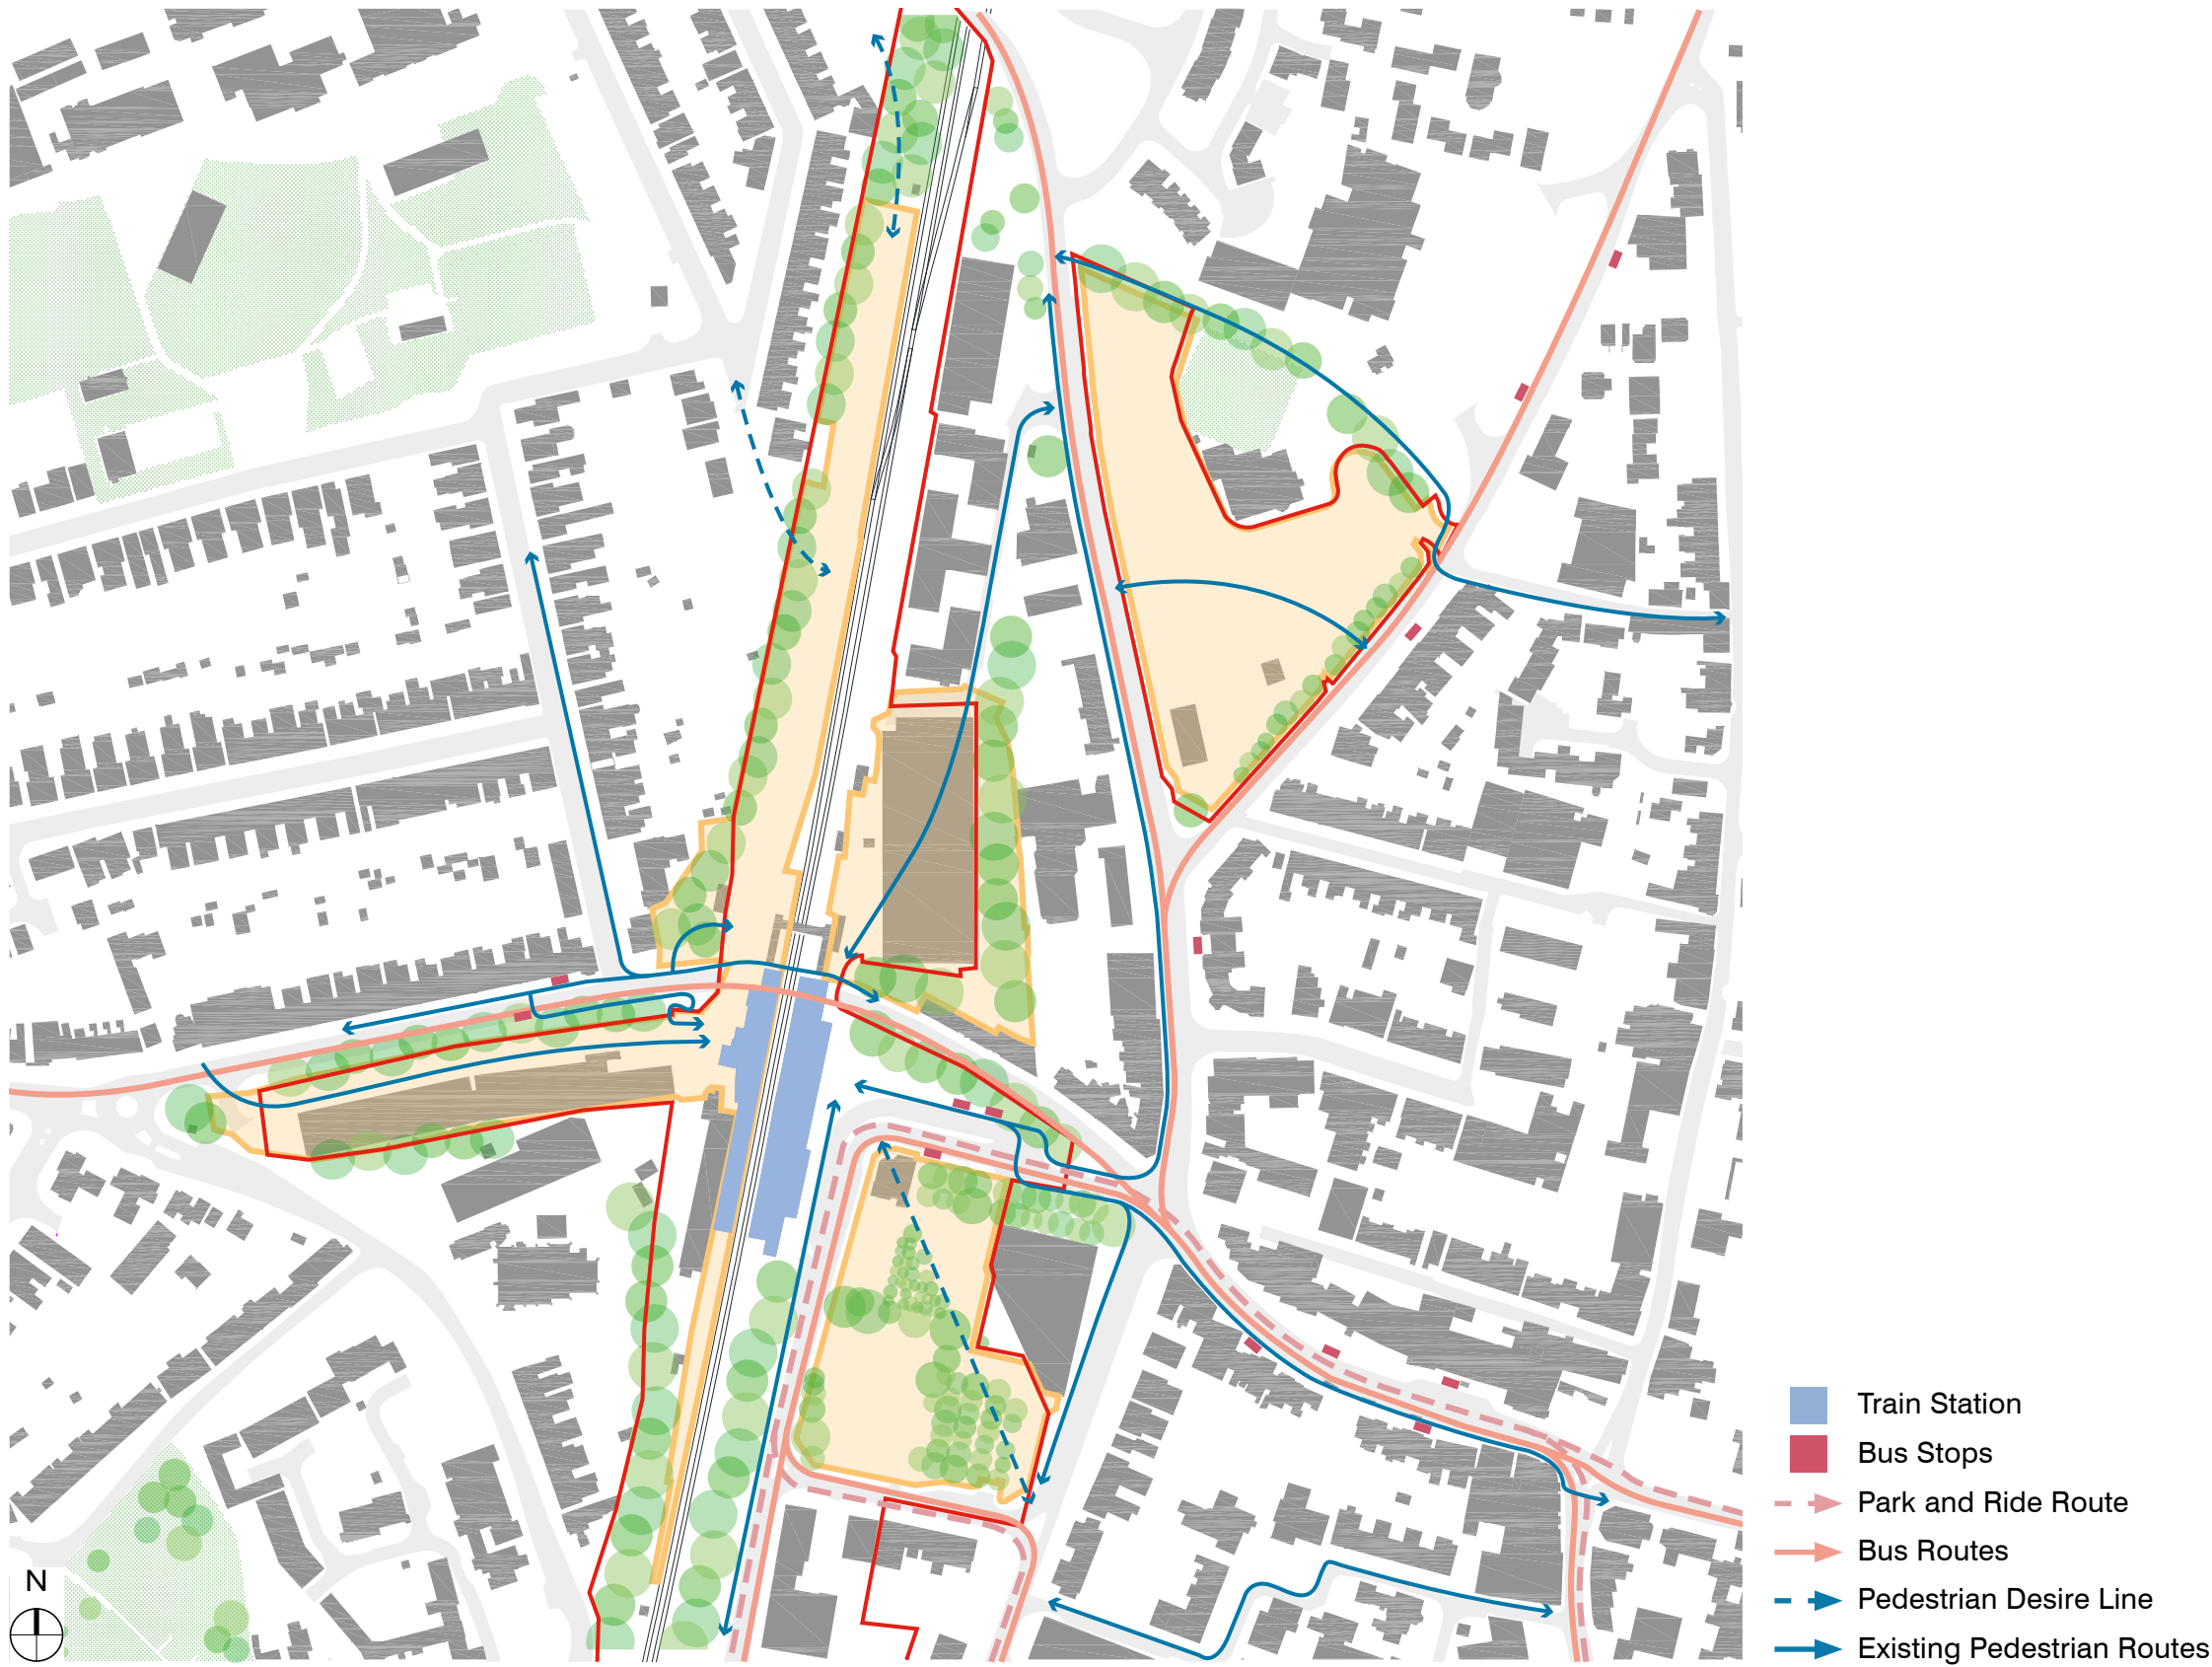 Train Station
Bus Stops
Park and Ride Route
Bus Routes
N
Pedestrian Desire Line
Existing Pedestrian Routes